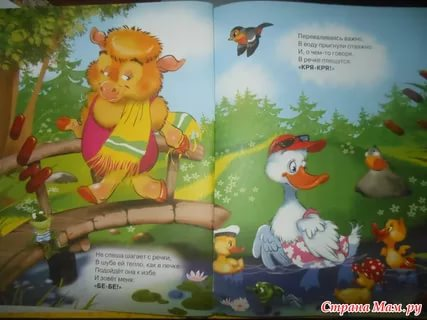 Не спеша шагает с речки,
В шубе ей тепло, как в печке.
Подойдёт она к избе
И зовёт меня:
«БЕ-БЕ!»
Переваливаясь важно,
В воду прыгнули отважно
И, о чём-то говоря,
В речке плещутся.
«КРЯ-КРЯ!»
Страна Мам.ру